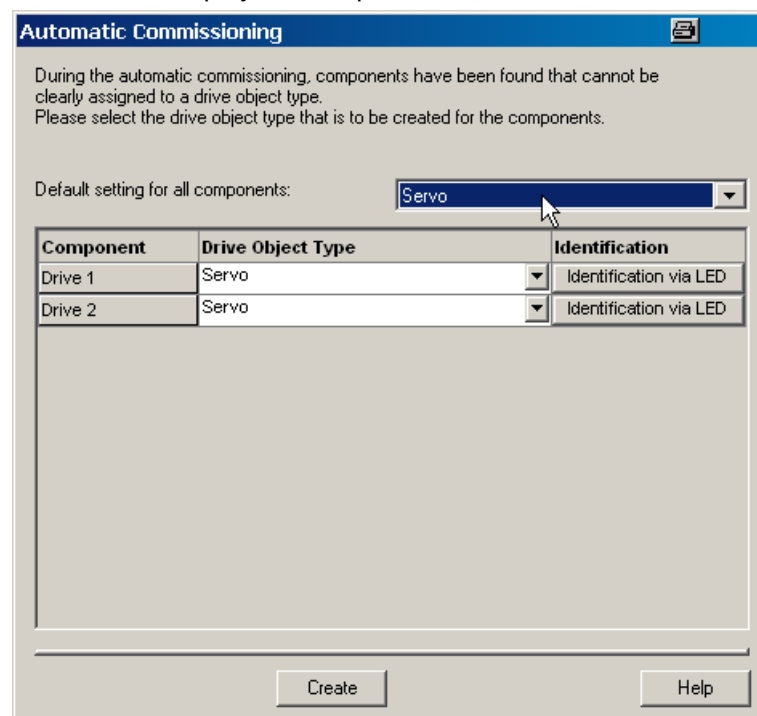 Automatic Commissioning
During the automatic commissioning, components have been found that cannot be
clearly assigned to a drive object type.
Please select the drive object type that is to be created for the components.
Default setting for all components: Servo
Component Drive Object Type Identification
Drive 1 Servo Identification via LED
Drive 2 Servo Identification via LED
Create Help